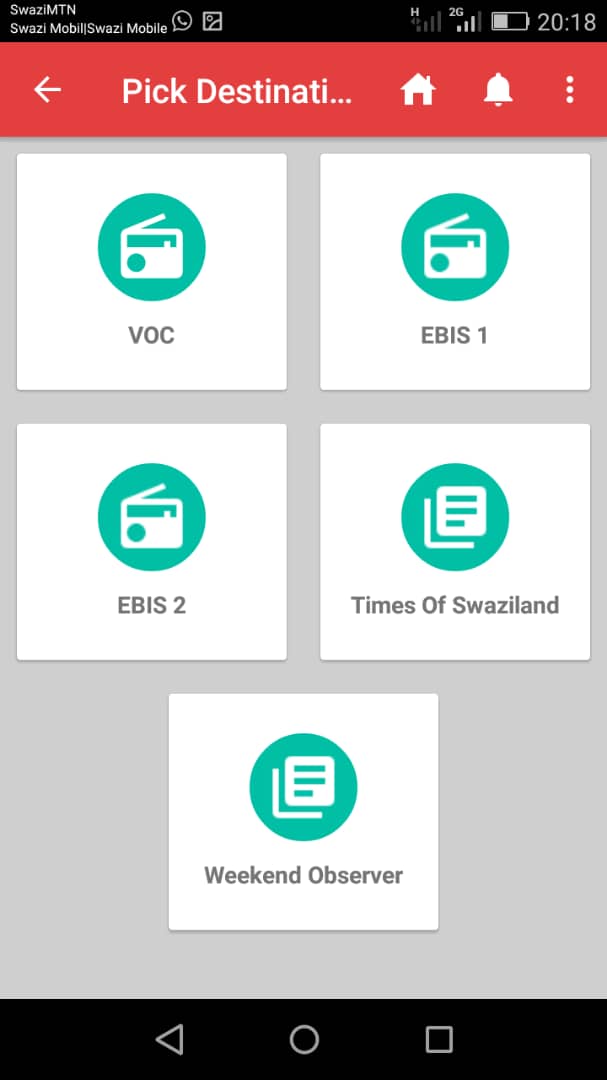 SwaziMTN
Swazi Mobil|Swazi Mobile
H
2G
20:18
Pick Destinati...
VOC
EBIS 1
EBIS 2
Times Of Swaziland
Weekend Observer